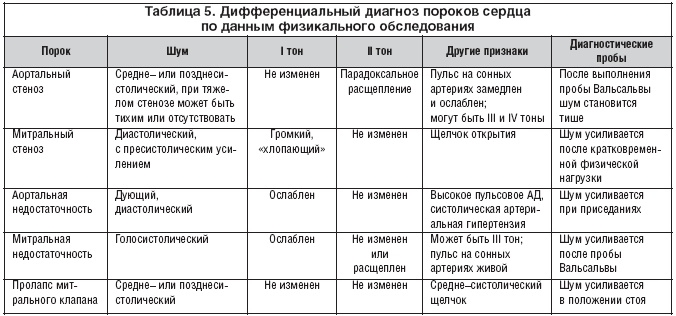 Таблица 5. Дифференциальный диагноз пороков сердца
по данным физикального обследования
Порок
Шум
I тон
II тон
Другие признаки
Диагностические
пробы
Аортальный
стеноз
Средне– или позднеси-
столический, при тяже-
лом стенозе может быть
тихим или отсутствовать
Не изменен
Парадоксальное
расщепление
Пульс на сонных
артериях замедлен
и ослаблен;
могут быть III и IV тоны
После выполнения
пробы Вальсальвы
шум становится
тише
Митральный
стеноз
Диастолический,
с пресистолическим уси-
лением
Громкий,
«хлопающий»
Не изменен
Щелчок открытия
Шум усиливается
после кратковремен-
ной физической
нагрузки
Аортальная
недостаточность
Дующий,
диастолический
Ослаблен
Не изменен
Высокое пульсовое АД,
систолическая артери-
альная гипертензия
Шум усиливается
при приседаниях
Митральная
недостаточность
Голосистолический
Ослаблен
Не изменен
или
расщеплен
Может быть III тон;
пульс на сонных
артериях живой
Шум усиливается
после пробы
Вальсальвы
Пролапс мит-
рального клапана
Средне– или позднеси-
столический
Не изменен
Не изменен
Средне–систолический
щелчок
Шум усиливается
в положении стоя